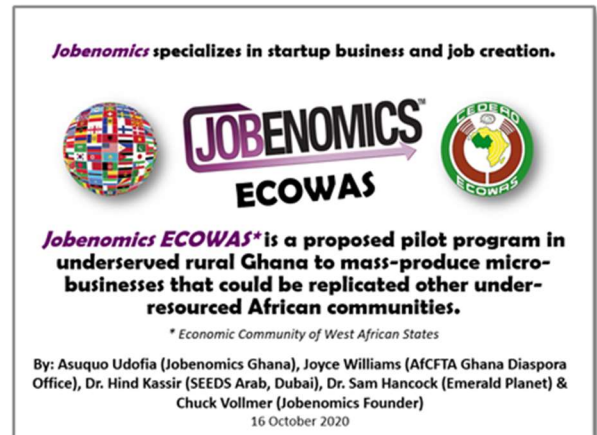 Jobenomics specializes in startup business and job creation.
JOBENOMICS™
ECOWAS
CEDEAO
ECOWAS
Jobenomics ECOWAS* is a proposed pilot program in
underserved rural Ghana to mass-produce micro-
businesses that could be replicated other under-
resourced African communities.
* Economic Community of West African States
By: Asuquo Udofia (Jobenomics Ghana), Joyce Williams (AfCFTA Ghana Diaspora
Office), Dr. Hind Kassir (SEEDS Arab, Dubai), Dr. Sam Hancock (Emerald Planet) &
Chuck Vollmer (Jobenomics Founder)
16 October 2020